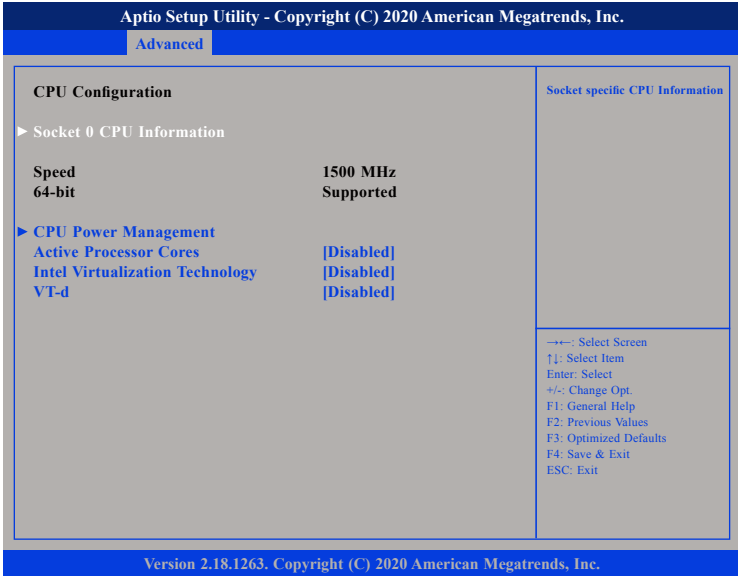 Aptio Setup Utility - Copyright (C) 2020 American Megatrends, Inc.
Advanced
CPU Configuration
► Socket 0 CPU Information
Speed 1500 MHz
64-bit Supported
► CPU Power Management
Active Processor Cores [Disabled]
Intel Virtualization Technology [Disabled]
VT-d [Disabled]
Socket specific CPU Information
→←: Select Screen
↑↓: Select Item
Enter: Select
+/-: Change Opt.
F1: General Help
F2: Previous Values
F3: Optimized Defaults
F4: Save & Exit
ESC: Exit
Version 2.18.1263. Copyright (C) 2020 American Megatrends, Inc.